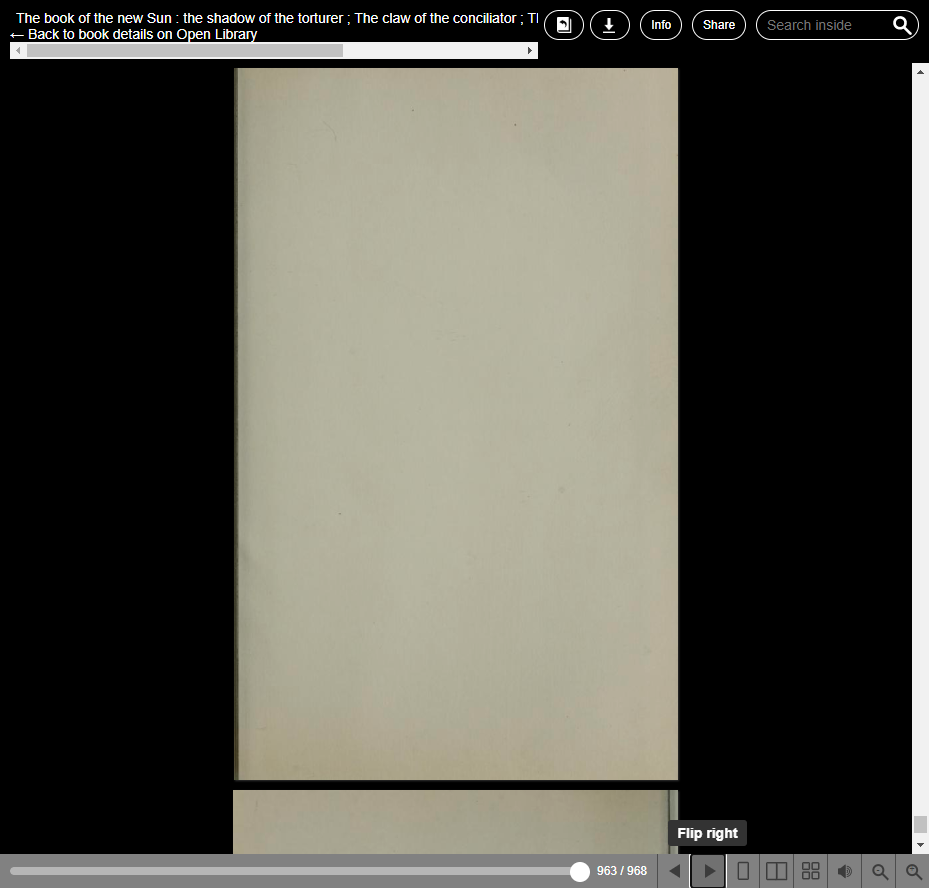 The book of the new Sun : the shadow of the torturer ; The claw of the conciliator ;
← Back to book details on Open Library
Info
Share
Search inside
Flip right
963 / 968